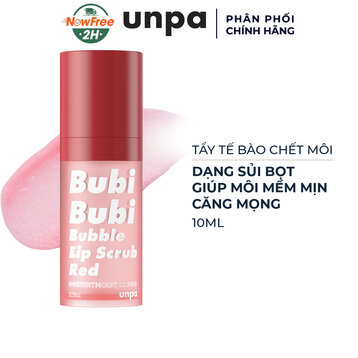 NowFree
2H
unpa
PHÂN PHỐI
CHÍNH HÃNG
TẨY TẾ BÀO CHẾT MÔI
DẠNG SỦI BỌT
GIÚP MÔI MỀM MỊN
CĂNG MỌNG
10ML
Bubi
Bubi
Bubble
Lip Scrub
Red
10ml
unpa